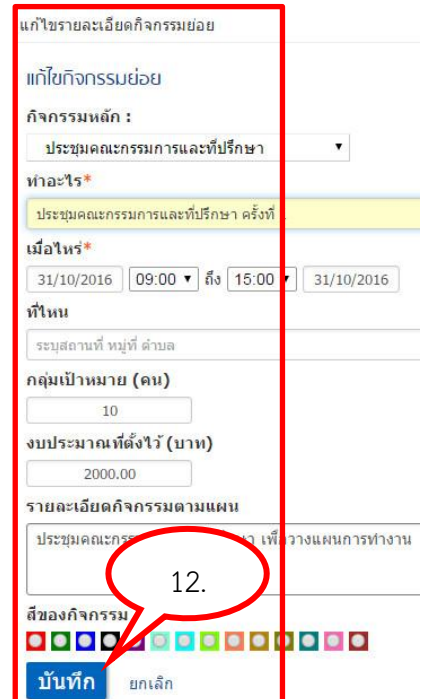 แก้ไขรายละเอียดกิจกรรมย่อย
แก้ไขกิจกรรมย่อย
กิจกรรมหลัก :
ประชุมคณะกรรมการและที่ปรึกษา
ทำอะไร*
ประชุมคณะกรรมการและที่ปรึกษา ครั้งที่
เมื่อไหร่*
31/10/2016 09:00 ถึง 15:00 31/10/2016
ที่ไหน
ระบุสถานที่ หมู่ที่ ตำบล
กลุ่มเป้าหมาย (คน)
10
งบประมาณที่ตั้งไว้ (บาท)
2000.00
รายละเอียดกิจกรรมตามแผน
เพื่อวางแผนการทำงาน
12.
สีของกิจกรรม
บันทึก ยกเลิก